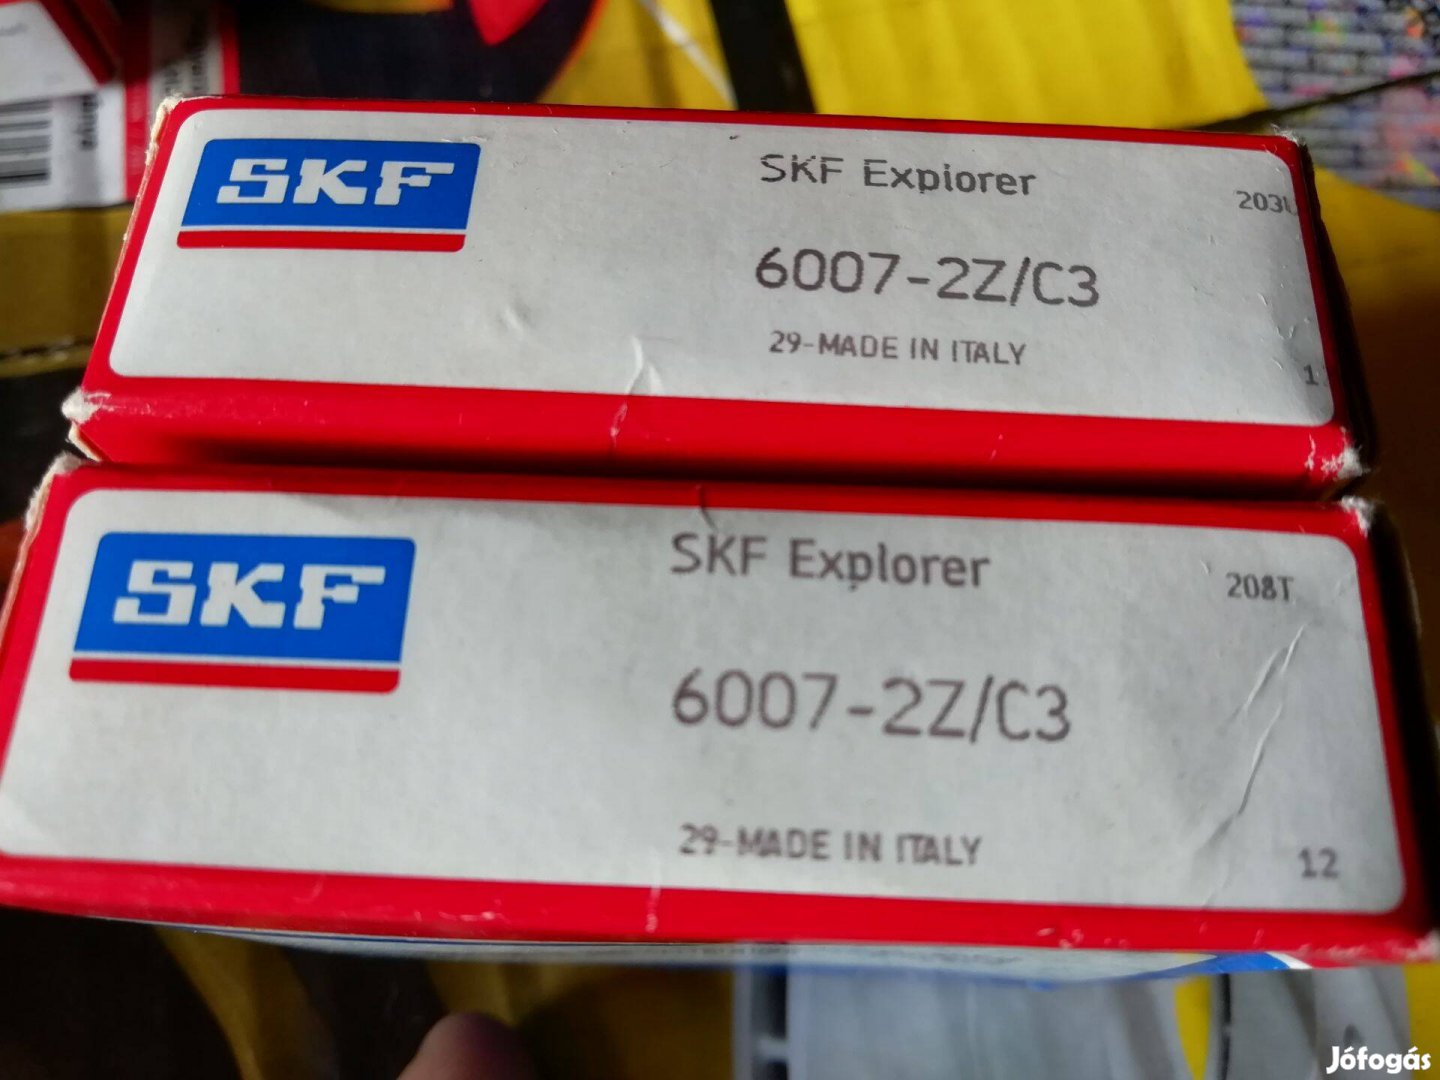 SKF
SKF Explorer
6007-2Z/C3
29-MADE IN ITALY
SKF
SKF Explorer
208T
6007-2Z/C3
29-MADE IN ITALY
12
Jófogás